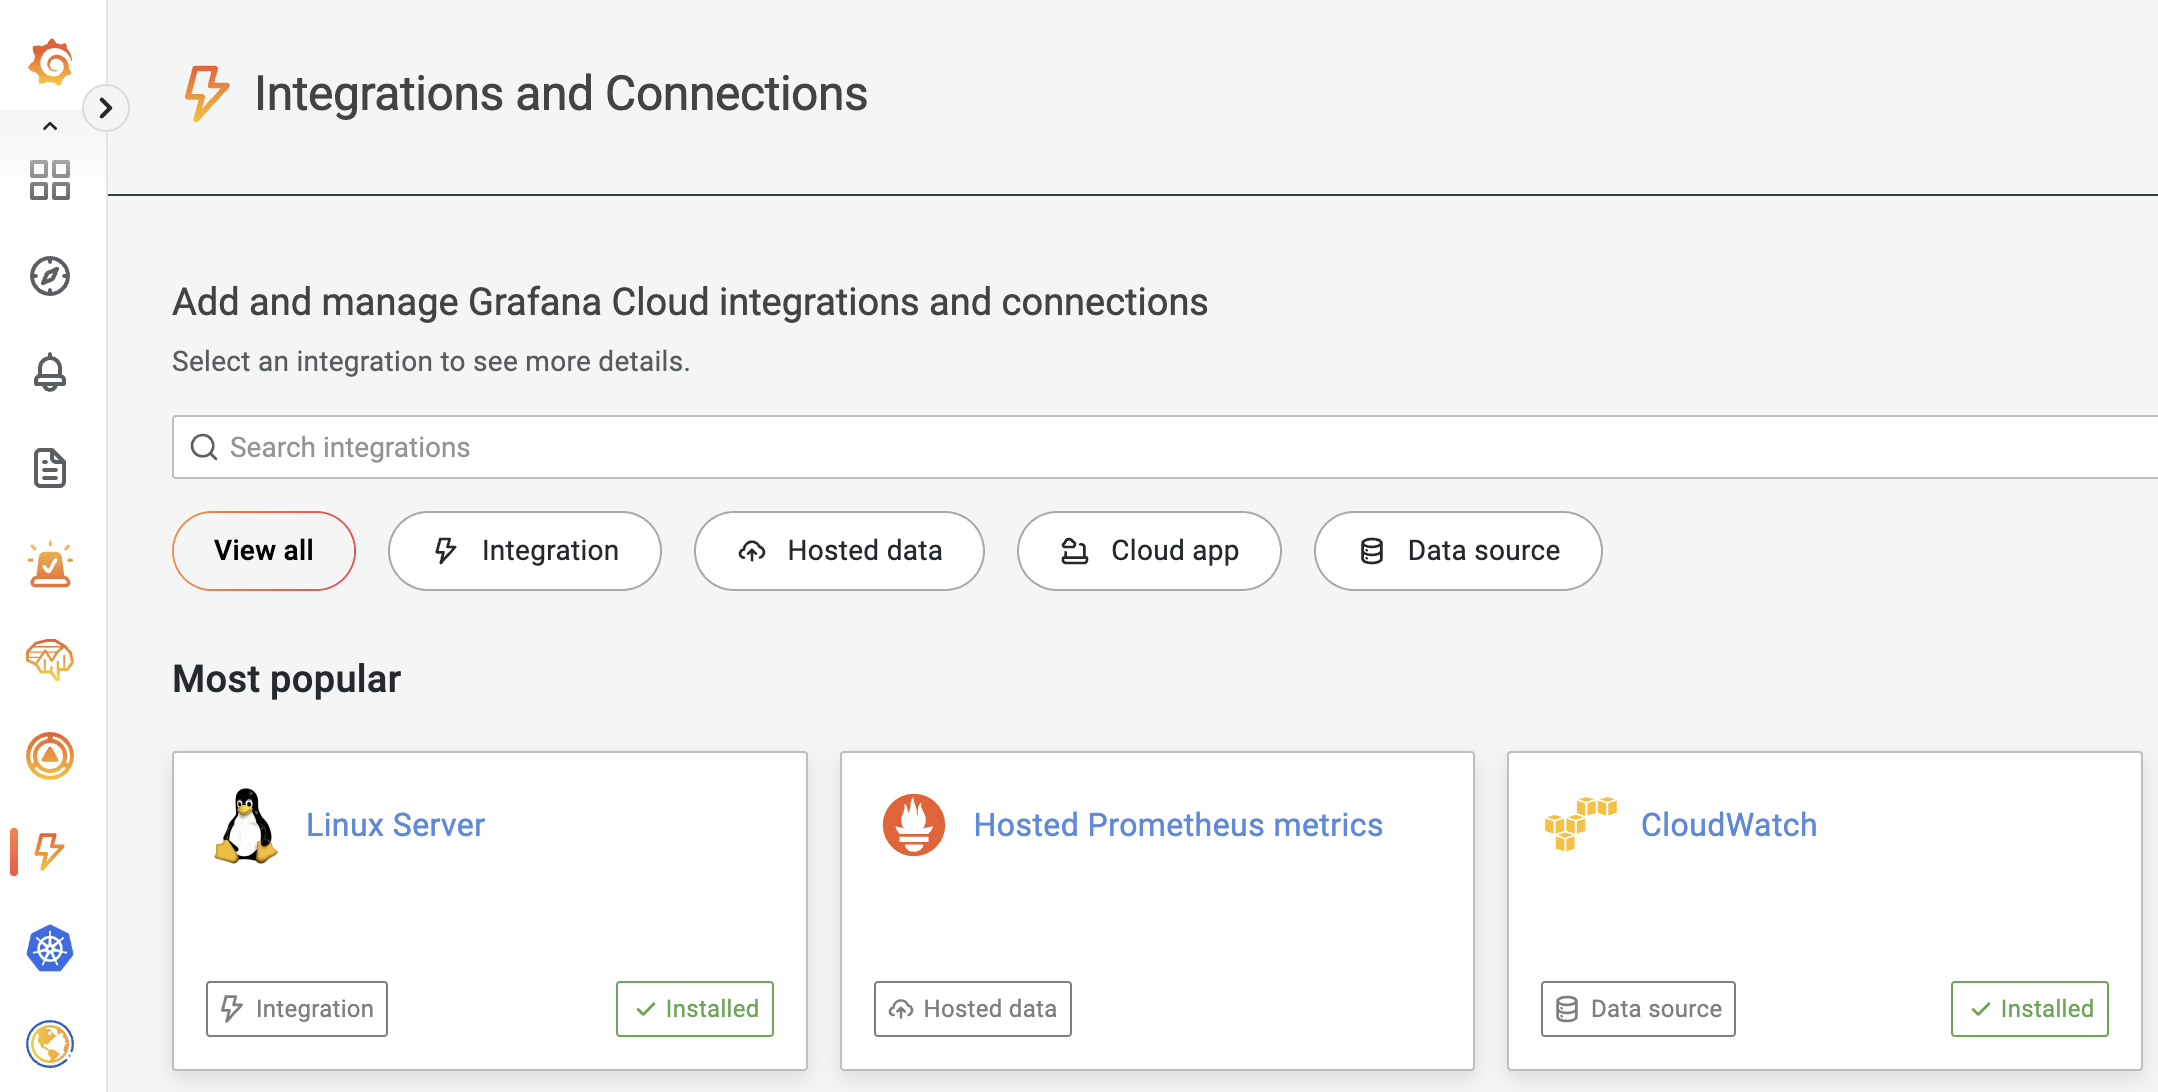 Integrations and Connections
Add and manage Grafana Cloud integrations and connections
Select an integration to see more details.
Search integrations
View all
Integration
Hosted data
Cloud app
Data source
Most popular
Linux Server
Integration
Installed
Hosted Prometheus metrics
Hosted data
CloudWatch
Data source
Installed